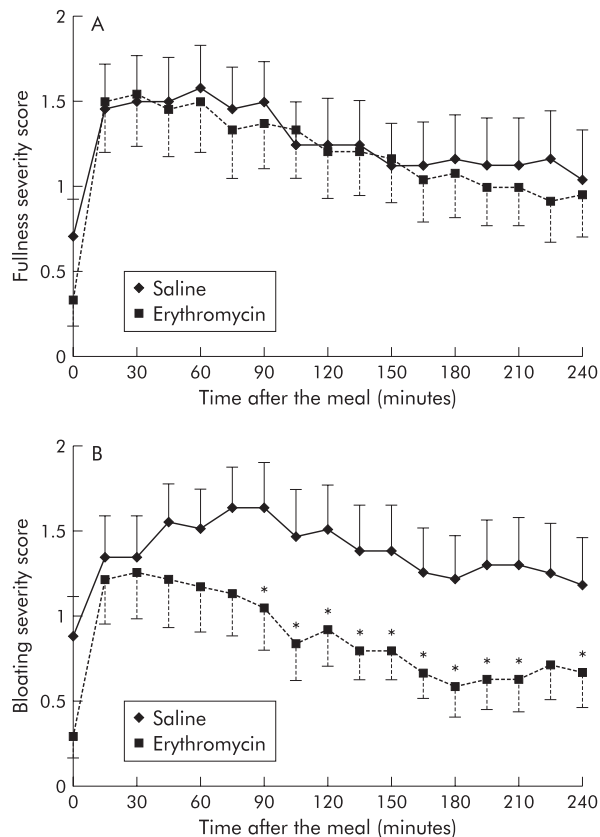 2
A
1.5
1
0.5
0
Fullness severity score
Saline
Erythromycin
0 30 60 90 120 150 180 210 240
Time after the meal (minutes)
2
B
1.5
1
0.5
0
Bloating severity score
* * * * * * * * * *
Saline
Erythromycin
0 30 60 90 120 150 180 210 240
Time after the meal (minutes)